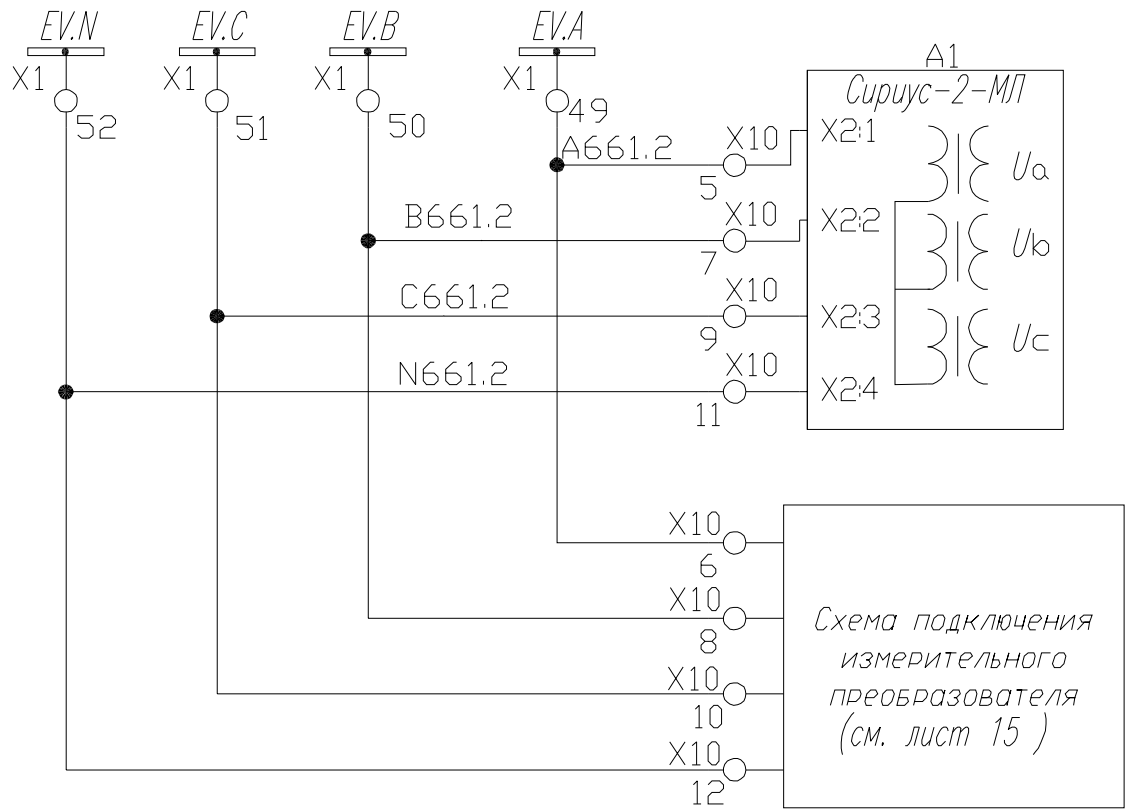 EV.N EV.C EV.B EV.A
X1 X1 X1 X1
52 51 50 49
A1
Сириус-2-МЛ
A661.2 X10 5 X2:1 Ua
B661.2 X10 7 X2:2 Ub
C661.2 X10 9 X2:3 Uc
N661.2 X10 11 X2:4
X10 6
X10 8
X10 10
X10 12
Схема подключения
измерительного
преобразователя
(см. лист 15 )